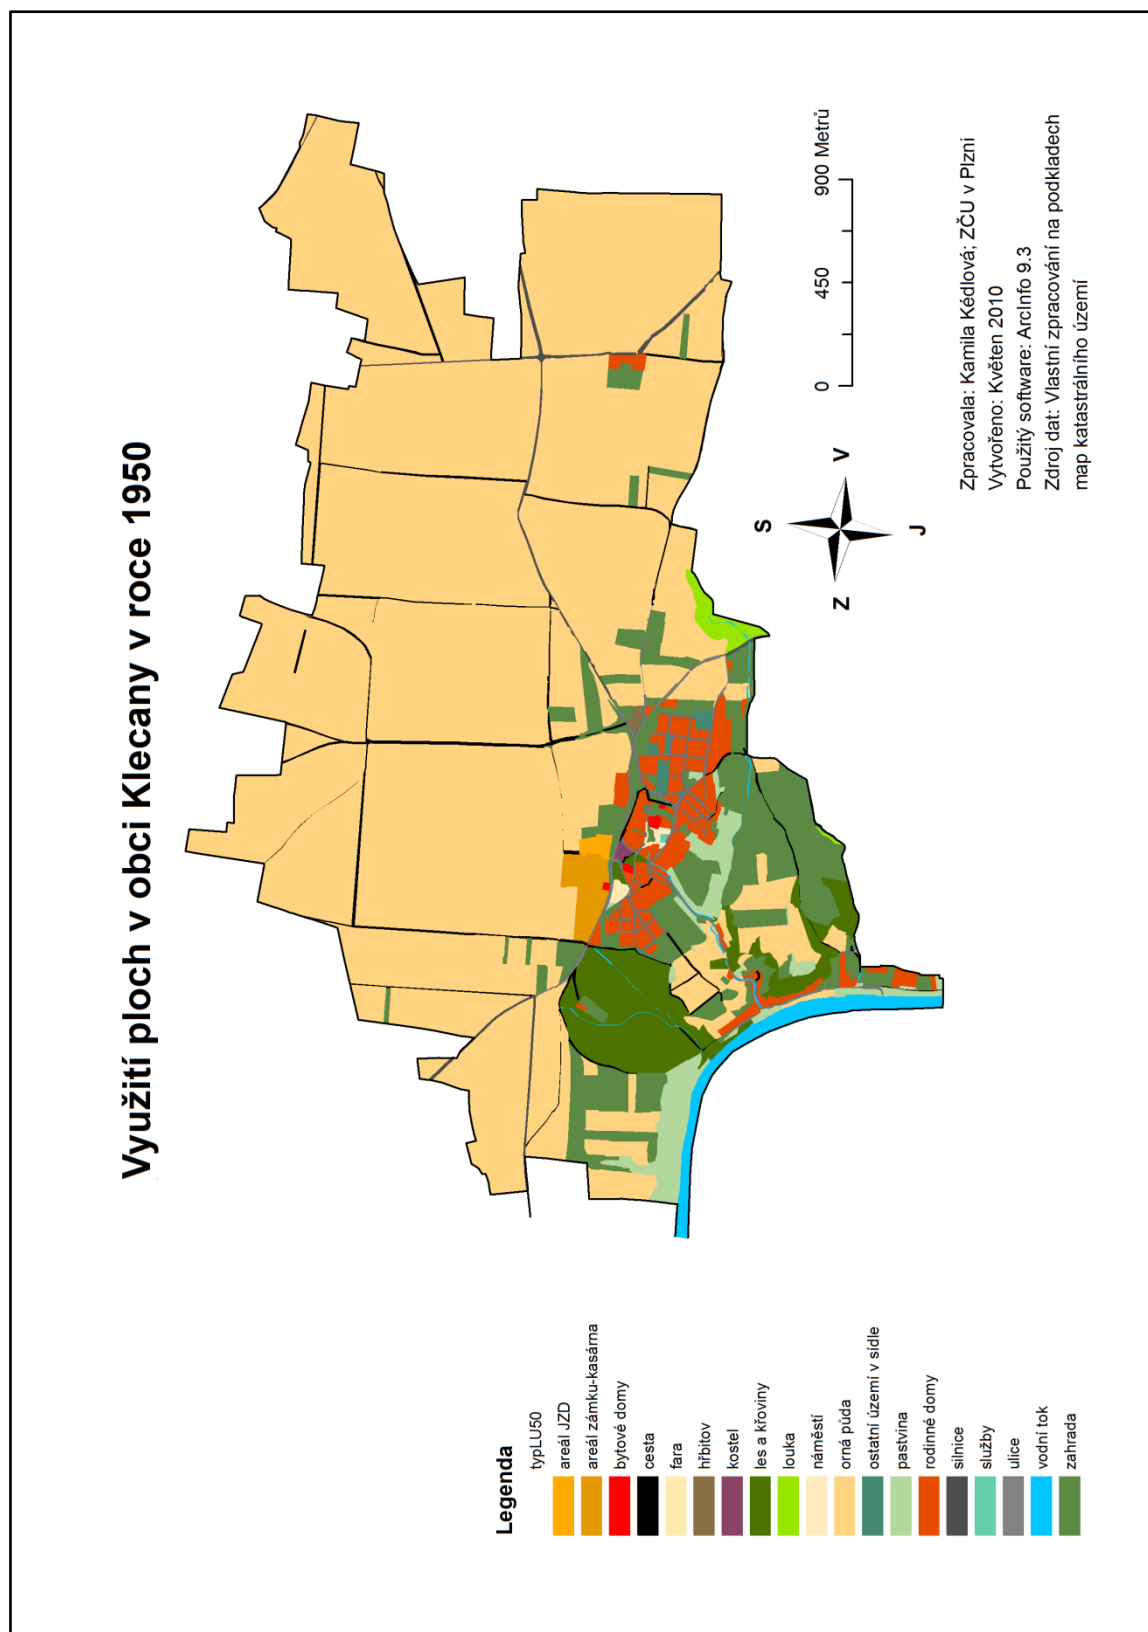 Využití ploch v obci Klecany v roce 1950
S
Z
V
J
0 450 900 Metrů
Zpracovala: Kamila Kédlová; ZČU v Plzni
Vytvořeno: Květen 2010
Použitý software: ArcInfo 9.3
Zdroj dat: Vlastní zpracování na podkladech
map katastrálního území
Legenda
typLU50
areál JZD
areál zámku-kasárna
bytové domy
cesta
fara
hřbitov
kostel
les a křoviny
louka
náměstí
orná půda
ostatní území v sídle
pastvina
rodinné domy
silnice
služby
ulice
vodní tok
zahrada